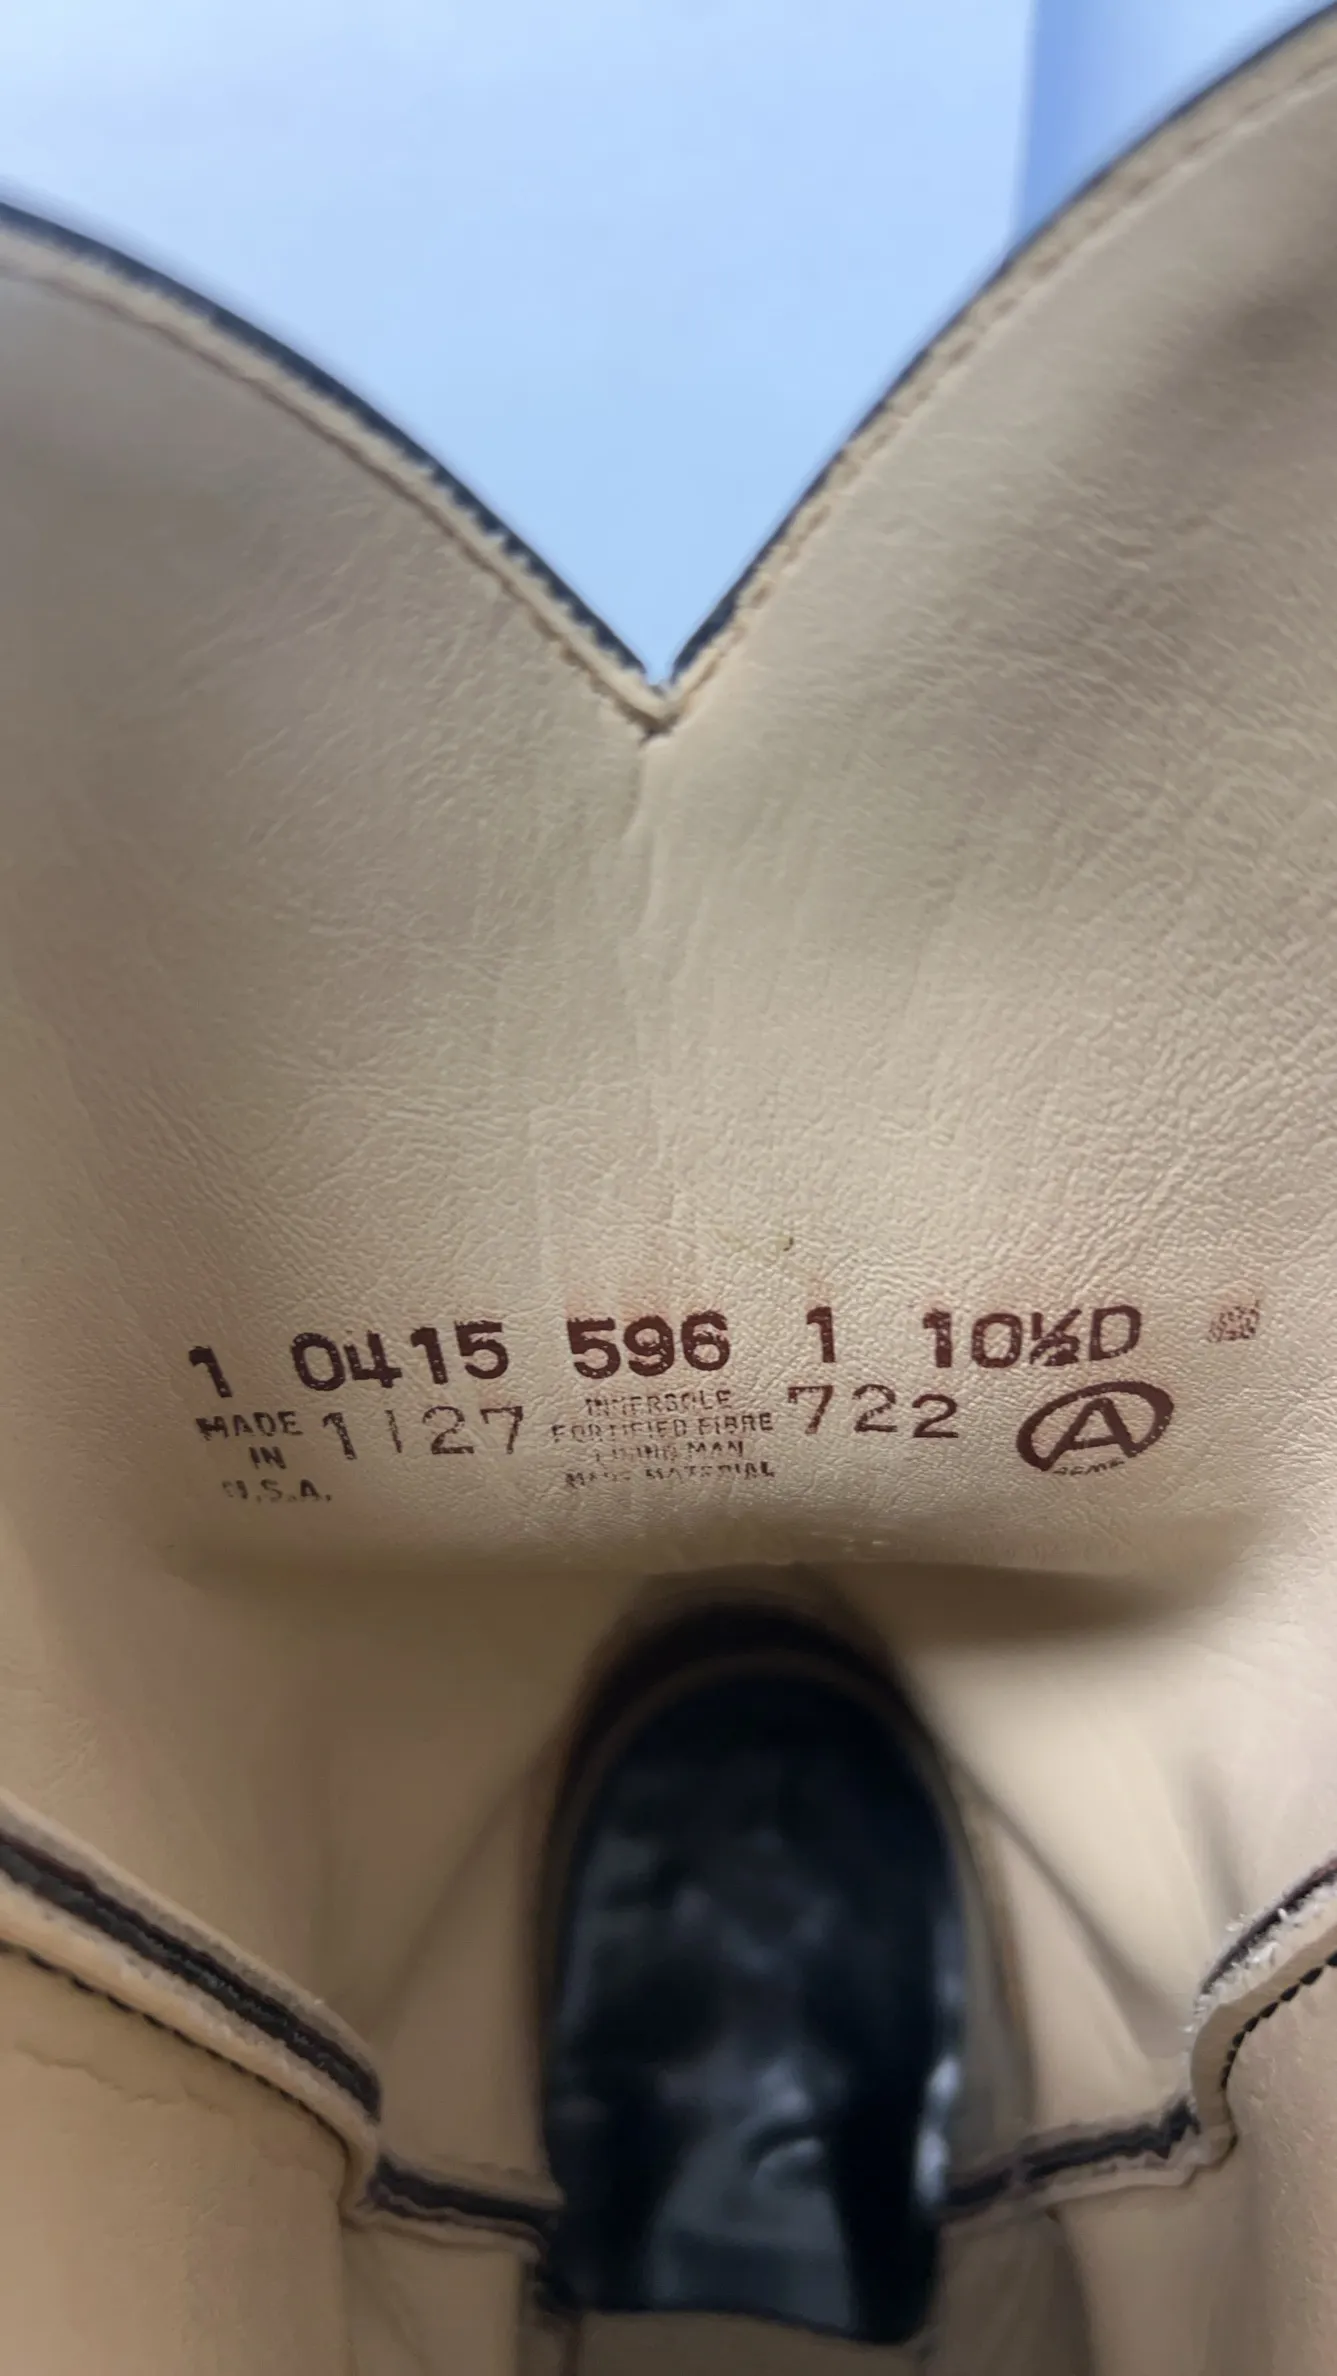 1 0415 596 1 10½D
MADE
IN
U.S.A.
1127
INNERSOLE
FORTIFIED FIBRE
LINING MAN
MADE MATERIAL
722
A
ACME